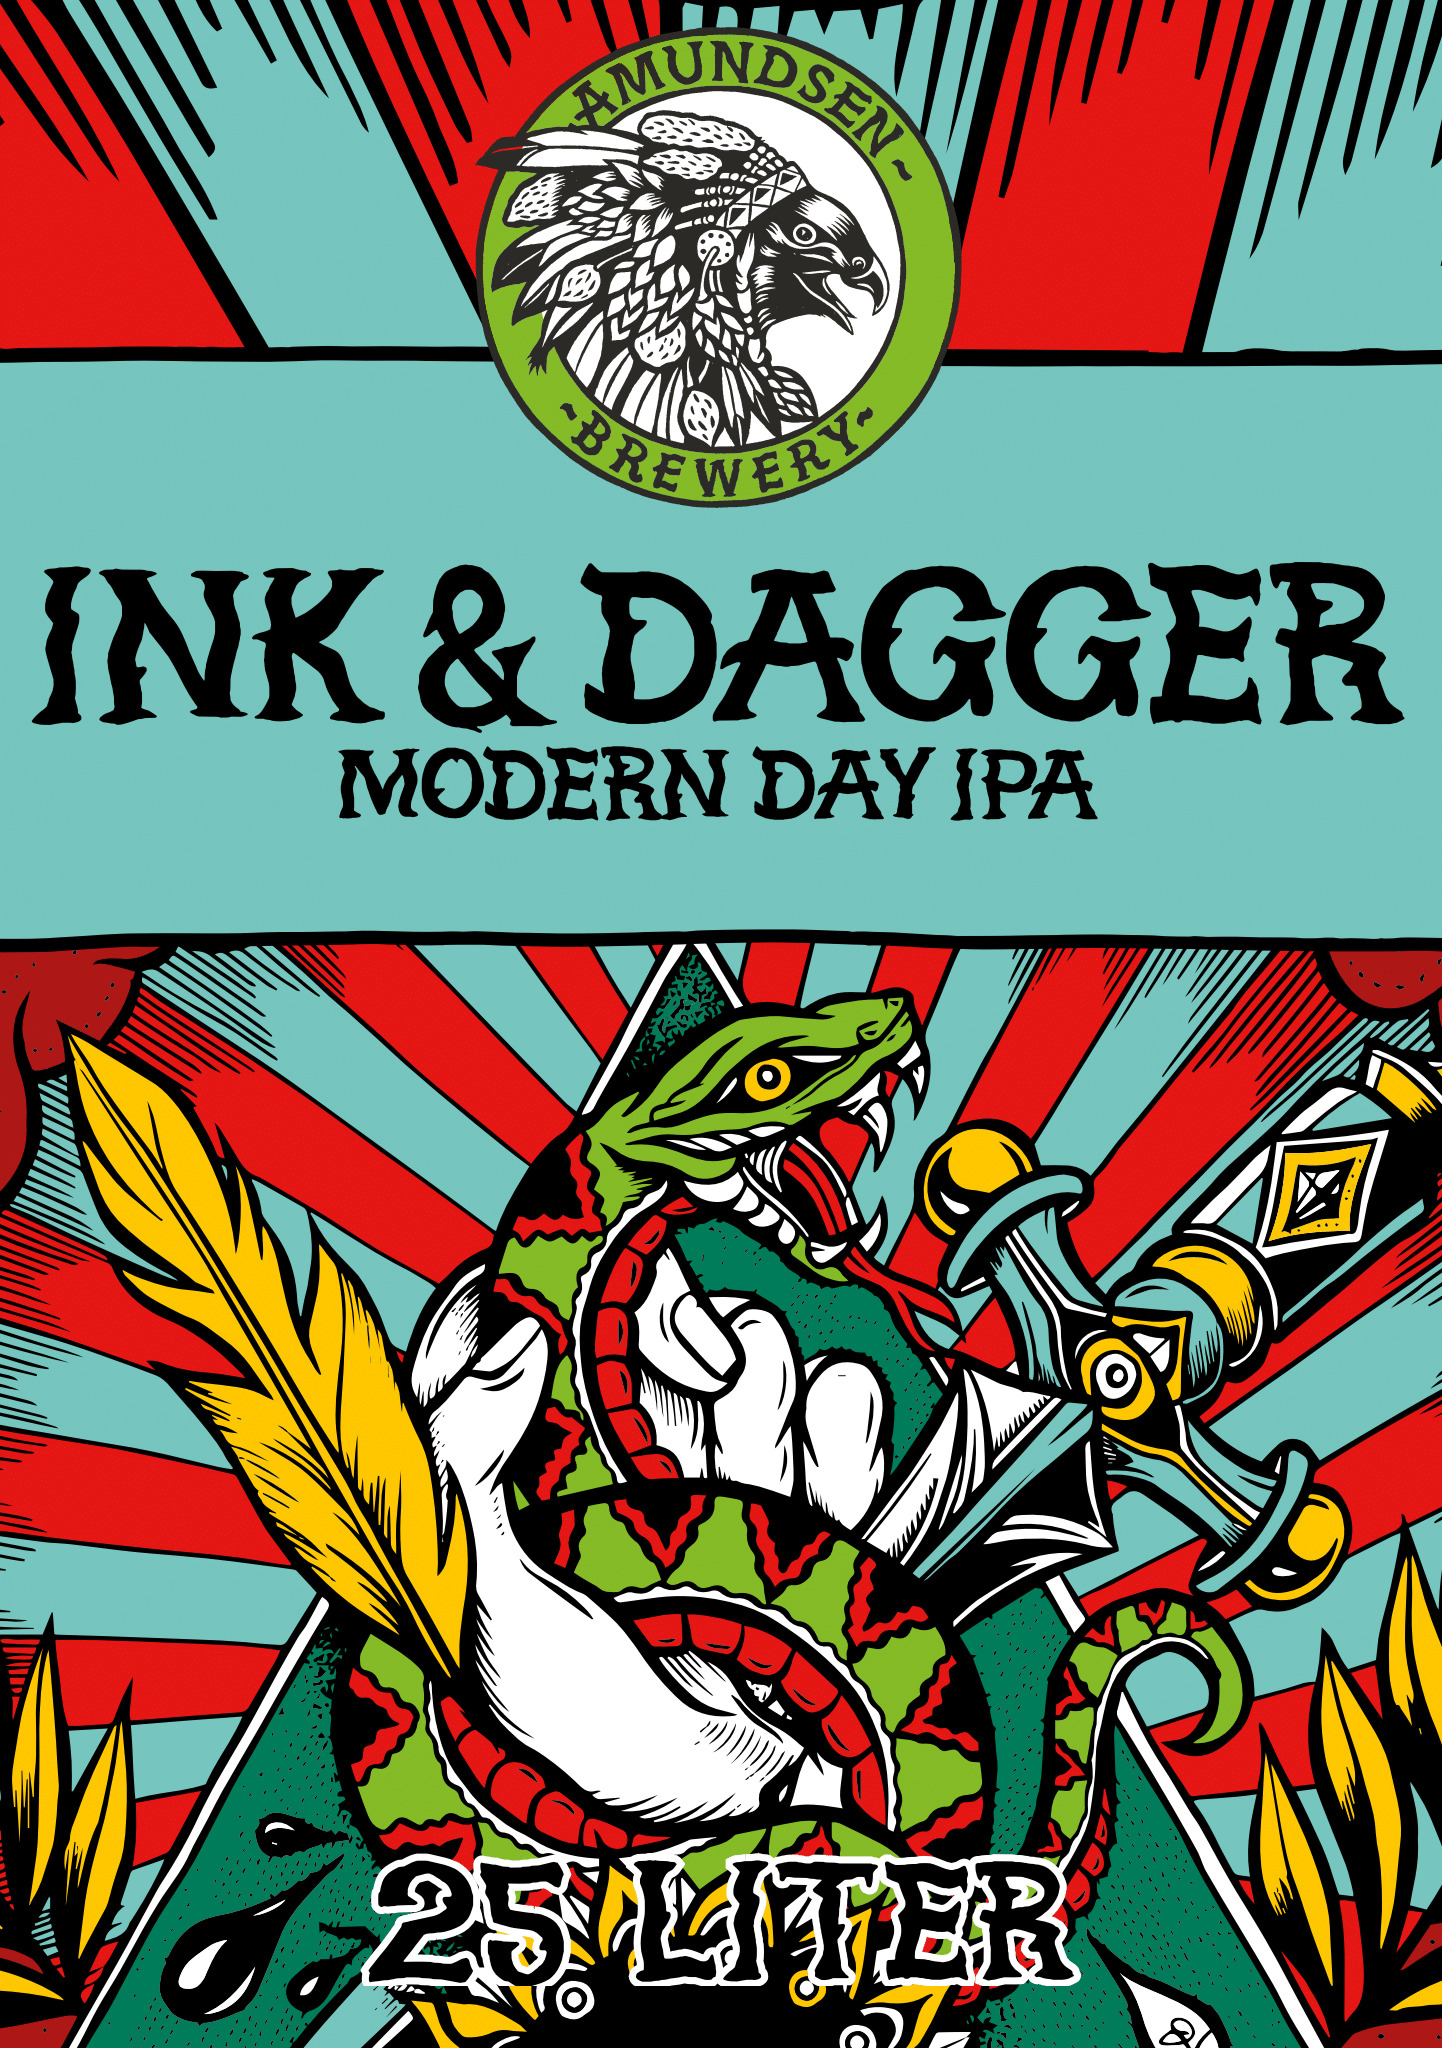 AMUNDSEN
~BREWERY~
INK & DAGGER
MODERN DAY IPA
25 LITER